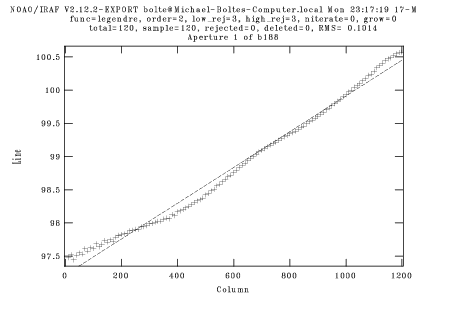 NOAO/IRAF V2.12.2-EXPORT bolte@Michael-Boltes-Computer.local Mon 23:17:19 17-M
func=legendre, order=2, low_rej=3, high_rej=3, niterate=0, grow=0
total=120, sample=120, rejected=0, deleted=0, RMS= 0.1014
Aperture 1 of b188
100.5
100
99.5
99
98.5
98
97.5
Line
0 200 400 600 800 1000 1200
Column